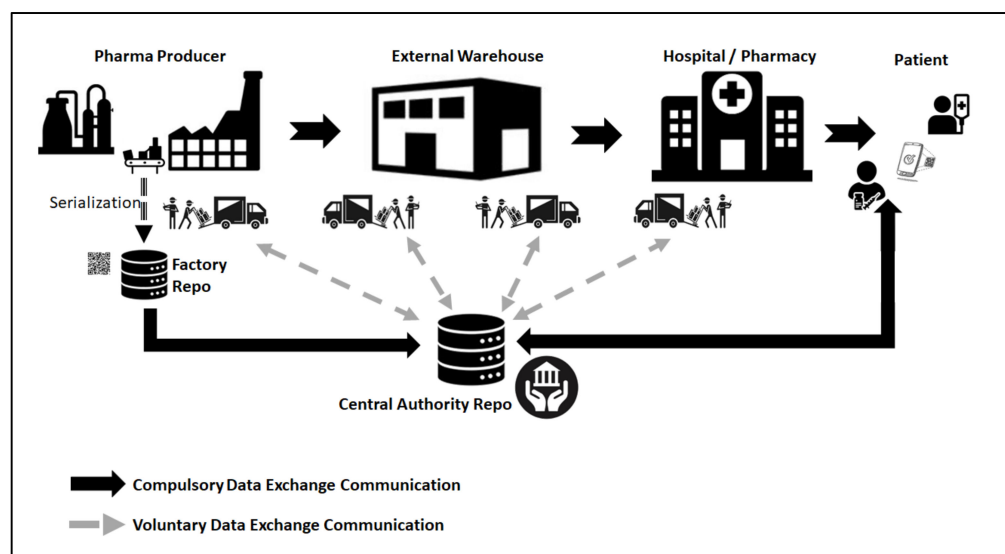 Pharma Producer
External Warehouse
Hospital / Pharmacy
Patient
Serialization
Factory
Repo
Central Authority Repo
Compulsory Data Exchange Communication
Voluntary Data Exchange Communication